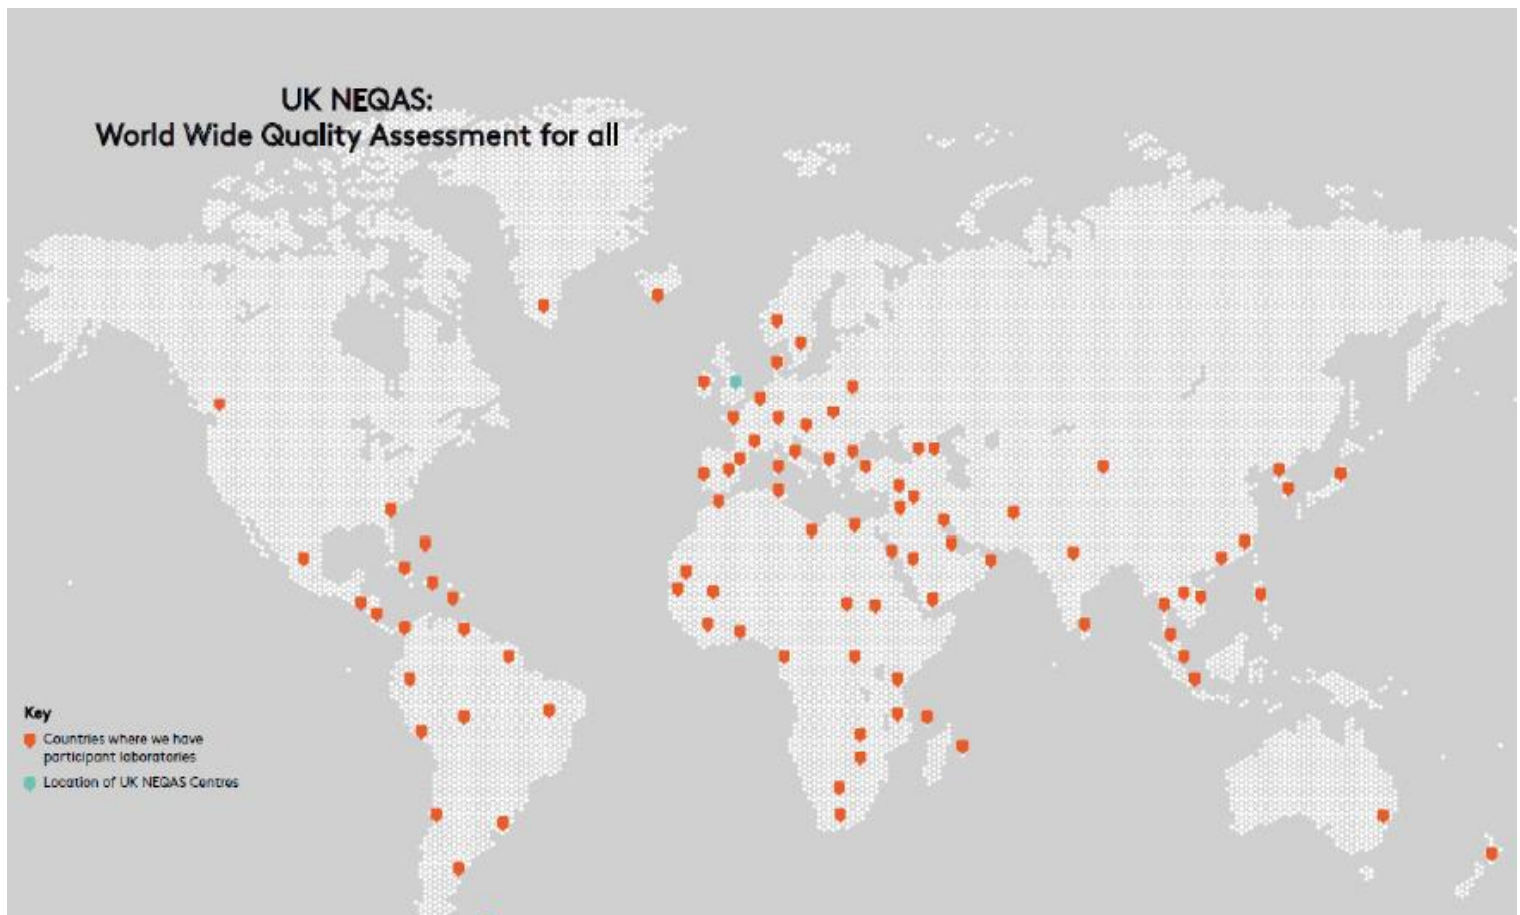 UK NEQAS:
World Wide Quality Assessment for all
Key
Countries where we have
participant laboratories
Location of UK NEQAS Centres